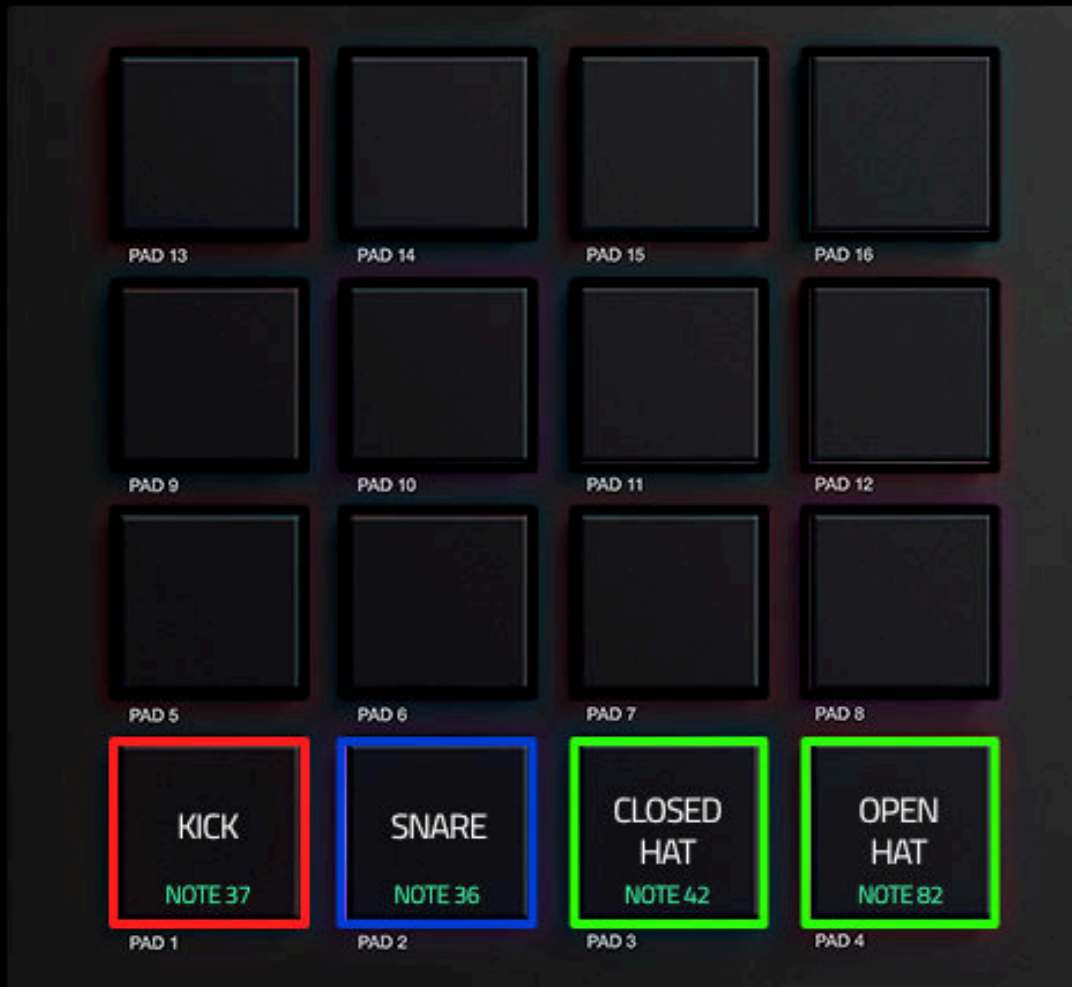 PAD 13
PAD 14
PAD 15
PAD 16
PAD 9
PAD 10
PAD 11
PAD 12
PAD 5
PAD 6
PAD 7
PAD 8
KICK
NOTE 37
SNARE
NOTE 36
CLOSED
HAT
NOTE 42
OPEN
HAT
NOTE 82
PAD 1
PAD 2
PAD 3
PAD 4